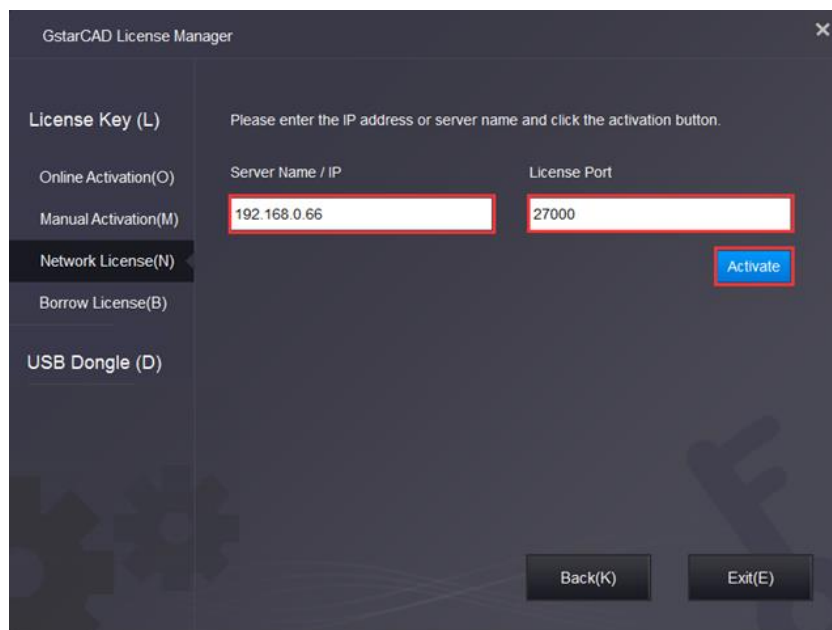 GstarCAD License Manager
License Key (L)
Online Activation(O)
Manual Activation(M)
Network License(N)
Borrow License(B)
USB Dongle (D)
Please enter the IP address or server name and click the activation button.
Server Name / IP
License Port
192.168.0.66
27000
Activate
Back(K)
Exit(E)